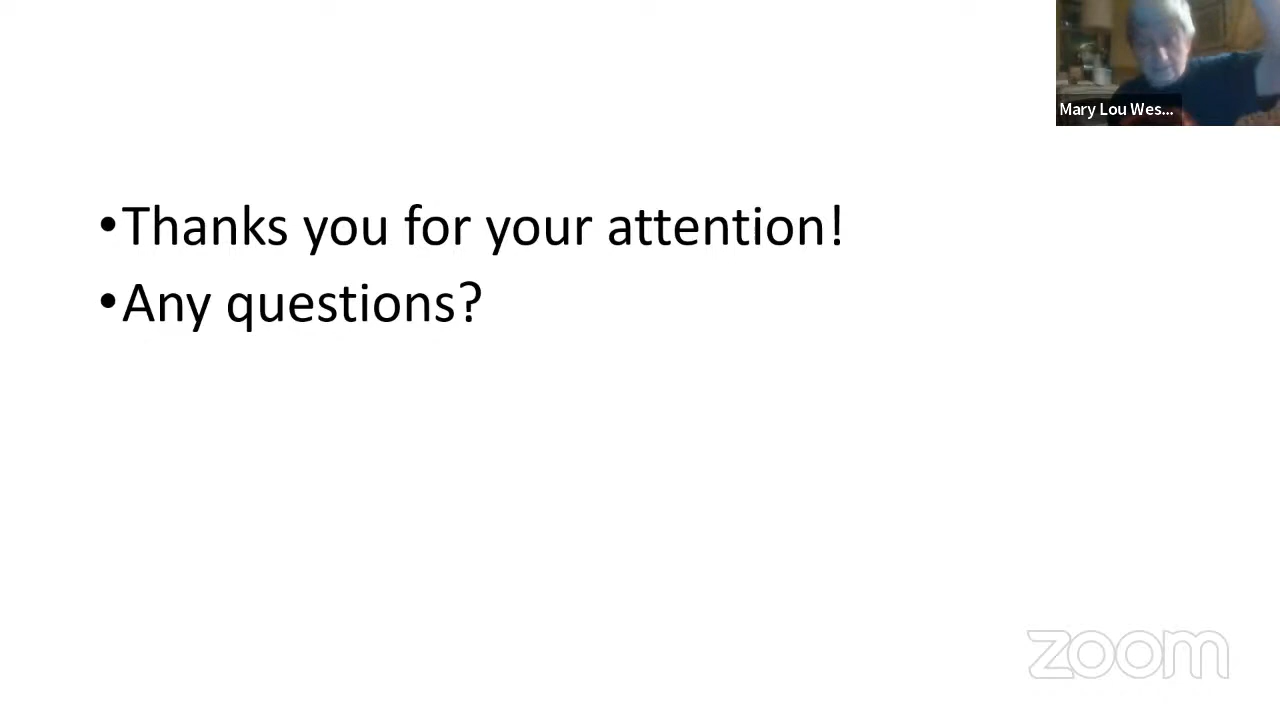 Mary Lou Wes...
•Thanks you for your attention!
•Any questions?
zoom